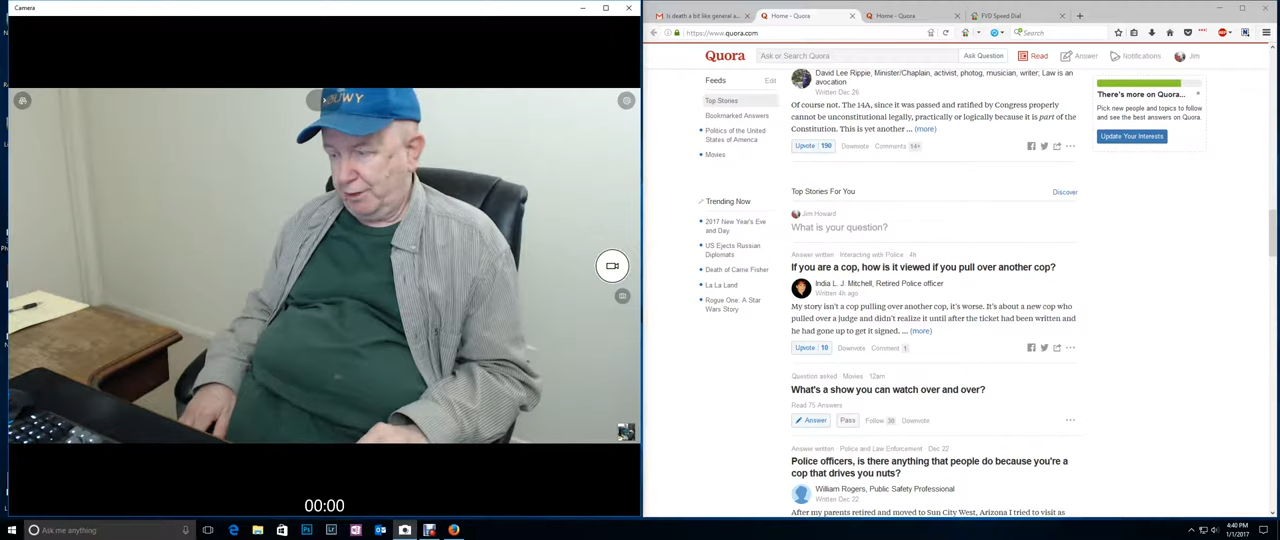 Camera
Is death a bit like general a...
Home - Quora
Home - Quora
FVD Speed Dial
https://www.quora.com
Search
Quora
Ask or Search Quora
Ask Question
Read
Answer
Notifications
Jim
Feeds
Edit
Top Stories
Bookmarked Answers
Politics of the United
States of America
Movies
Trending Now
2017 New Year's Eve
and Day
US Ejects Russian
Diplomats
Death of Carrie Fisher
La La Land
Rogue One: A Star
Wars Story
David Lee Rippie, Minister/Chaplain, activist, photog, musician, writer; Law is an
avocation
Written Dec 26
Of course not. The 14A, since it was passed and ratified by Congress properly
cannot be unconstitutional legally, practically or logically because it is part of the
Constitution. This is yet another ... (more)
Upvote 190
Downvote
Comments 14+
Top Stories For You
Discover
Jim Howard
What is your question?
Answer written · Interacting with Police · 4h
If you are a cop, how is it viewed if you pull over another cop?
India L. J. Mitchell, Retired Police officer
Written 4h ago
My story isn't a cop pulling over another cop, it's worse. It's about a new cop who
pulled over a judge and didn't realize it until after the ticket had been written and
he had gone up to get it signed. ... (more)
Upvote 10
Downvote
Comment 1
Question asked · Movies · 12am
What's a show you can watch over and over?
Read 75 Answers
Answer
Pass
Follow 30
Downvote
Answer written · Police and Law Enforcement · Dec 22
Police officers, is there anything that people do because you're a
cop that drives you nuts?
William Rogers, Public Safety Professional
Written Dec 22
After my parents retired and moved to Sun City West, Arizona I tried to visit as
There's more on Quora...
Pick new people and topics to follow
and see the best answers on Quora.
Update Your Interests
00:00
Ask me anything
4:40 PM
1/1/2017